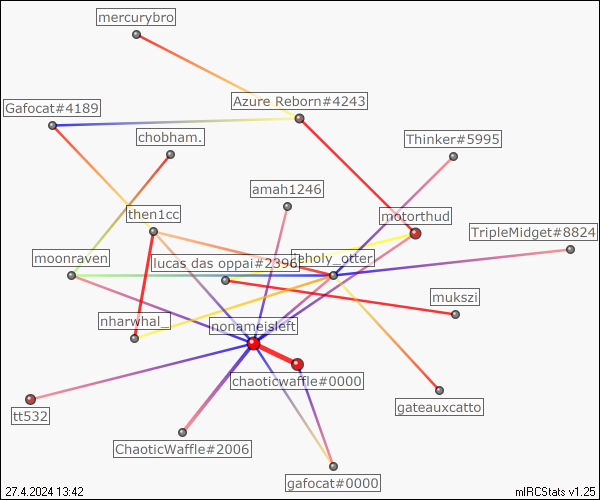 mercurybro
Azure Reborn#4243
Gafocat#4189
chobham.
Thinker#5995
amah1246
then1cc
motorthud
TripleMidget#8824
moonraven
lucas das oppai#2396
eholy_otter
mukszi
nharwhal_
nonameisleft
chaoticwaffle#0000
gateauxcatto
tt532
ChaoticWaffle#2006
gafocat#0000
27.4.2024 13:42
mIRCStats v1.25